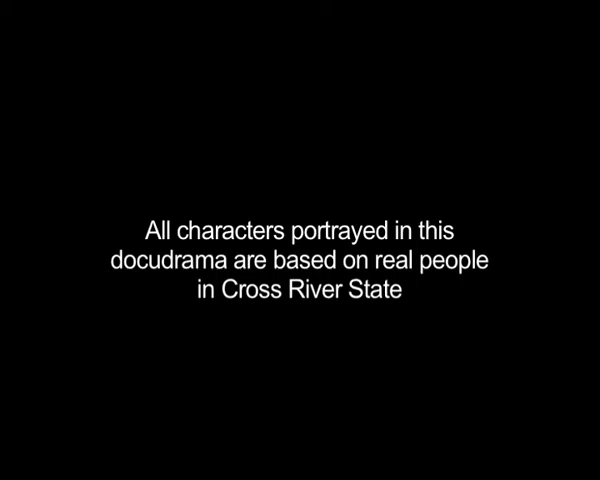 All characters portrayed in this
docudrama are based on real people
in Cross River State